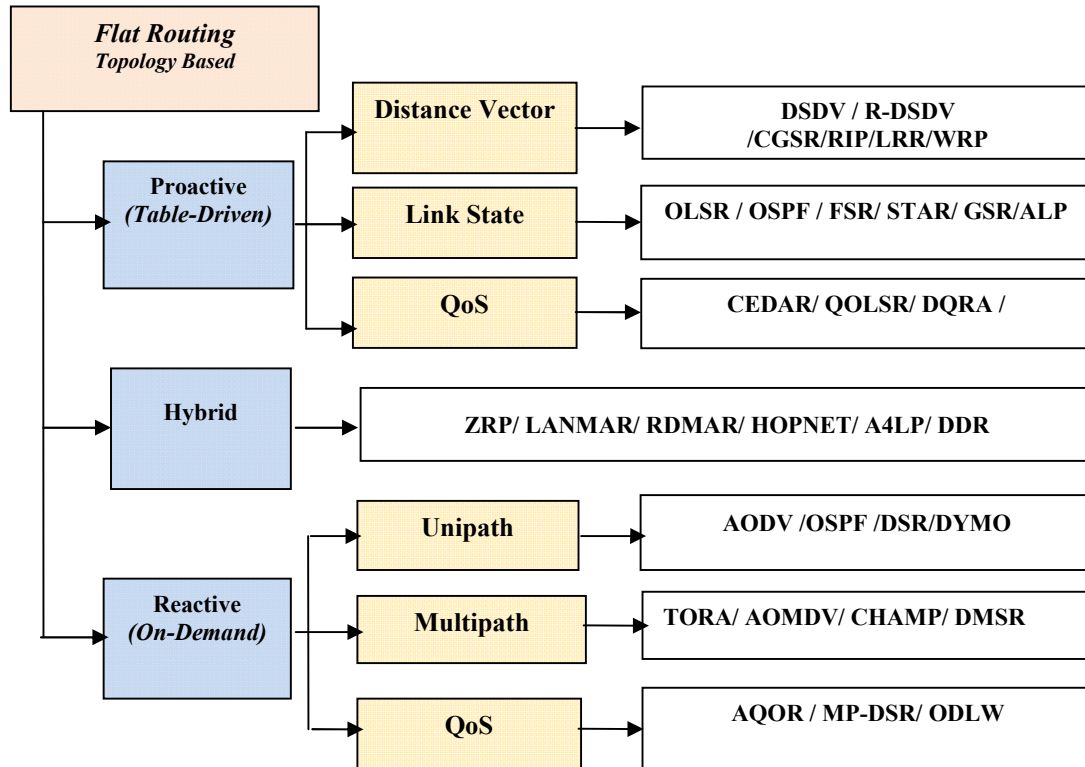 Flat Routing
Topology Based
Distance Vector
DSDV / R-DSDV
/CGSR/RIP/LRR/WRP
Proactive
(Table-Driven)
Link State
OLSR / OSPF / FSR/ STAR/ GSR/ALP
QoS
CEDAR/ QOLSR/ DQRA /
Hybrid
ZRP/ LANMAR/ RDMAR/ HOPNET/ A4LP/ DDR
Unipath
AODV /OSPF /DSR/DYMO
Reactive
(On-Demand)
Multipath
TORA/ AOMDV/ CHAMP/ DMSR
QoS
AQOR / MP-DSR/ ODLW